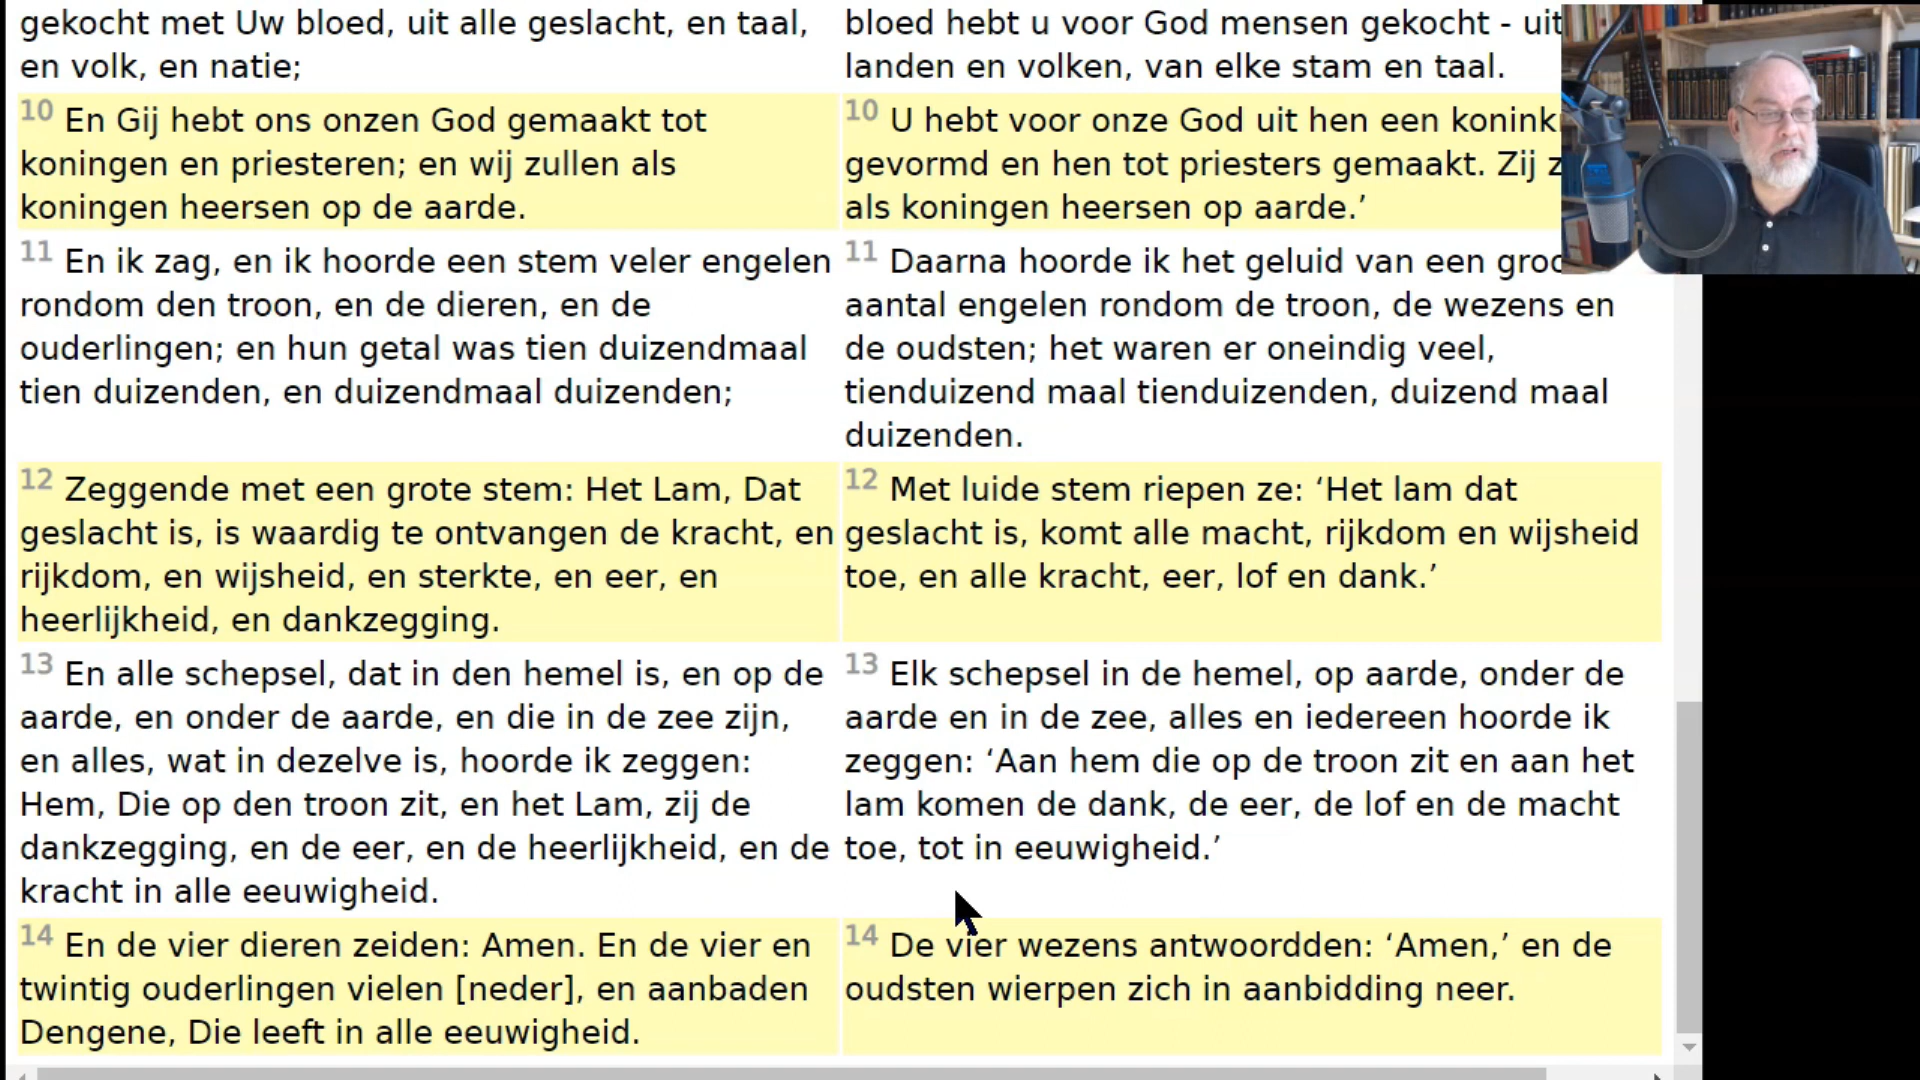 gekocht met Uw bloed, uit alle geslacht, en taal,
en volk, en natie;
10 En Gij hebt ons onzen God gemaakt tot
koningen en priesteren; en wij zullen als
koningen heersen op de aarde.
11 En ik zag, en ik hoorde een stem veler engelen
rondom den troon, en de dieren, en de
ouderlingen; en hun getal was tien duizendmaal
tien duizenden, en duizendmaal duizenden;
12 Zeggende met een grote stem: Het Lam, Dat
geslacht is, is waardig te ontvangen de kracht, en
rijkdom, en wijsheid, en sterkte, en eer, en
heerlijkheid, en dankzegging.
13 En alle schepsel, dat in den hemel is, en op de
aarde, en onder de aarde, en die in de zee zijn,
en alles, wat in dezelve is, hoorde ik zeggen:
Hem, Die op den troon zit, en het Lam, zij de
dankzegging, en de eer, en de heerlijkheid, en de
kracht in alle eeuwigheid.
14 En de vier dieren zeiden: Amen. En de vier en
twintig ouderlingen vielen [neder], en aanbaden
Dengene, Die leeft in alle eeuwigheid.
bloed hebt u voor God mensen gekocht - uit
landen en volken, van elke stam en taal.
10 U hebt voor onze God uit hen een
gevormd en hen tot priesters gemaakt. Zij
als koningen heersen op aarde.’
11 Daarna hoorde ik het geluid van een
aantal engelen rondom de troon, de wezens en
de oudsten; het waren er oneindig veel,
tienduizend maal tienduizenden, duizend maal
duizenden.
12 Met luide stem riepen ze: ‘Het lam dat
geslacht is, komt alle macht, rijkdom en wijsheid
toe, en alle kracht, eer, lof en dank.’
13 Elk schepsel in de hemel, op aarde, onder de
aarde en in de zee, alles en iedereen hoorde ik
zeggen: ‘Aan hem die op de troon zit en aan het
lam komen de dank, de eer, de lof en de macht
toe, tot in eeuwigheid.’
14 De vier wezens antwoordden: ‘Amen,’ en de
oudsten wierpen zich in aanbidding neer.